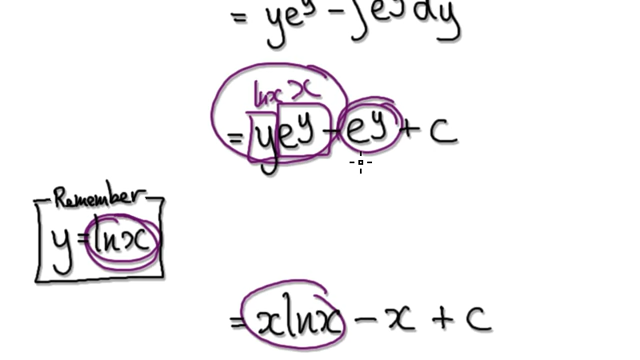 = ye^y - ∫e^y dy
lnx x
= ye^y - e^y + c
Remember
y = lnx
= xlnx - x + c